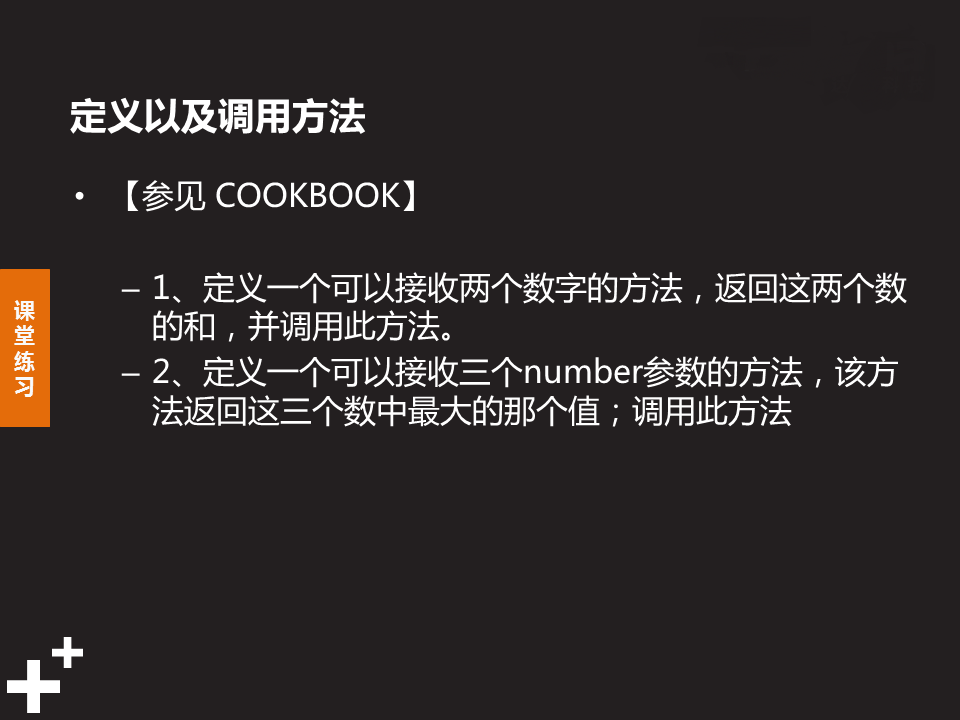 定义以及调用方法
• 【参见 COOKBOOK】
– 1、定义一个可以接收两个数字的方法，返回这两个数
的和，并调用此方法。
– 2、定义一个可以接收三个number参数的方法，该方
法返回这三个数中最大的那个值；调用此方法
课
堂
练
习